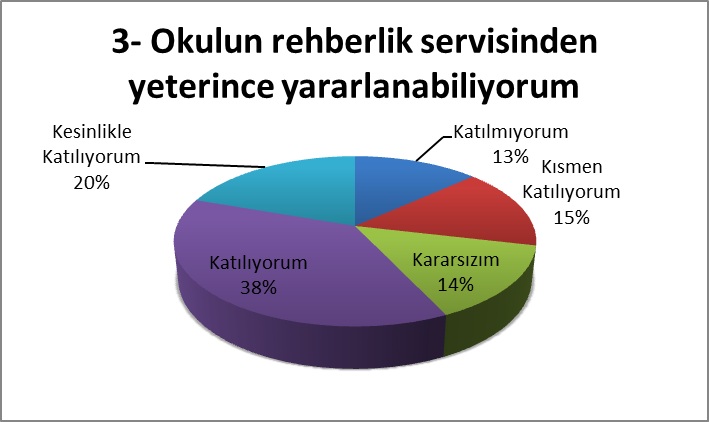 3- Okulun rehberlik servisinden
yeterince yararlanabiliyorum
Kesinlikle
Katılıyorum
20%
Katılmıyorum
13%
Kısmen
Katılıyorum
15%
Kararsızım
14%
Katılıyorum
38%